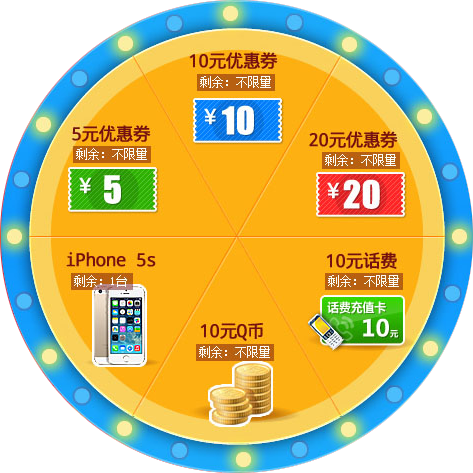 10元优惠券
剩余：不限量
￥10
5元优惠券
剩余：不限量
￥5
20元优惠券
剩余：不限量
￥20
iPhone 5s
剩余：1台
10元话费
剩余：不限量
话费充值卡
10元
10元Q币
剩余：不限量